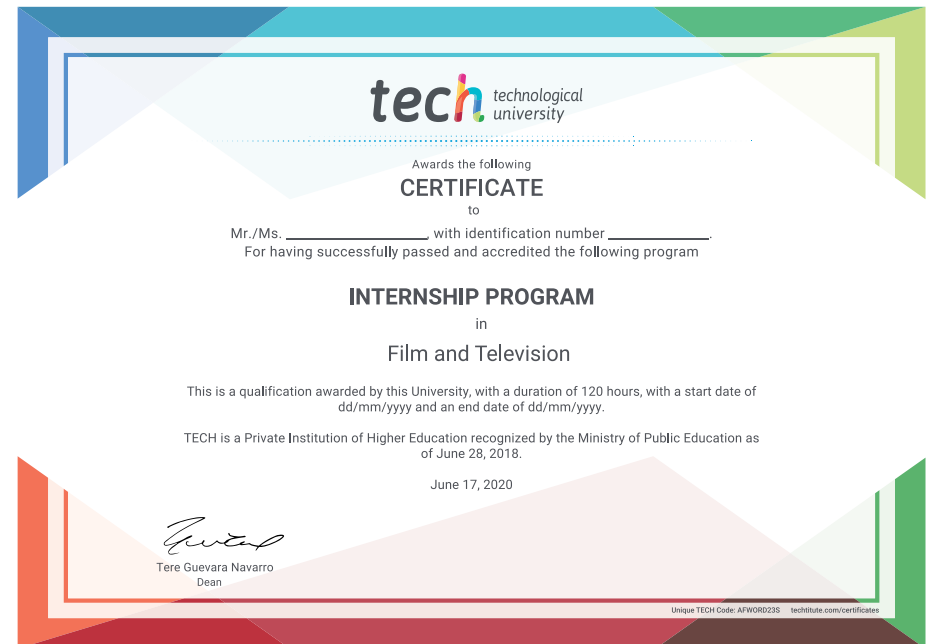 tech technological
university
Awards the following
CERTIFICATE
to
Mr./Ms. __________________, with identification number _____________.
For having successfully passed and accredited the following program
INTERNSHIP PROGRAM
in
Film and Television
This is a qualification awarded by this University, with a duration of 120 hours, with a start date of
dd/mm/yyyy and an end date of dd/mm/yyyy.
TECH is a Private Institution of Higher Education recognized by the Ministry of Public Education as
of June 28, 2018.
June 17, 2020
Tere Guevara Navarro
Dean
Unique TECH Code: AFWORD23S techtitute.com/certificates